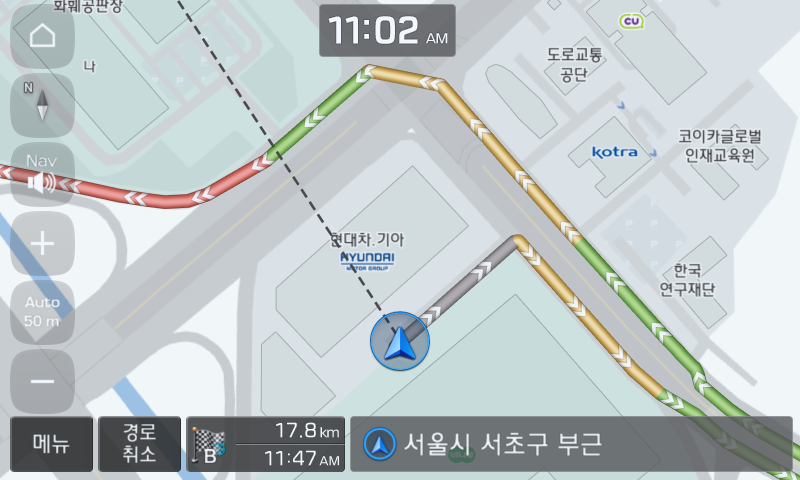 화훼공판장
나
11:02 AM
cu
도로교통
공단
N
kotra
코이카글로벌
인재교육원
Nav
현대차.기아
HYUNDAI
MOTOR GROUP
한국
연구재단
Auto
50 m
메뉴
경로
취소
B
17.8 km
11:47 AM
서울시 서초구 부근